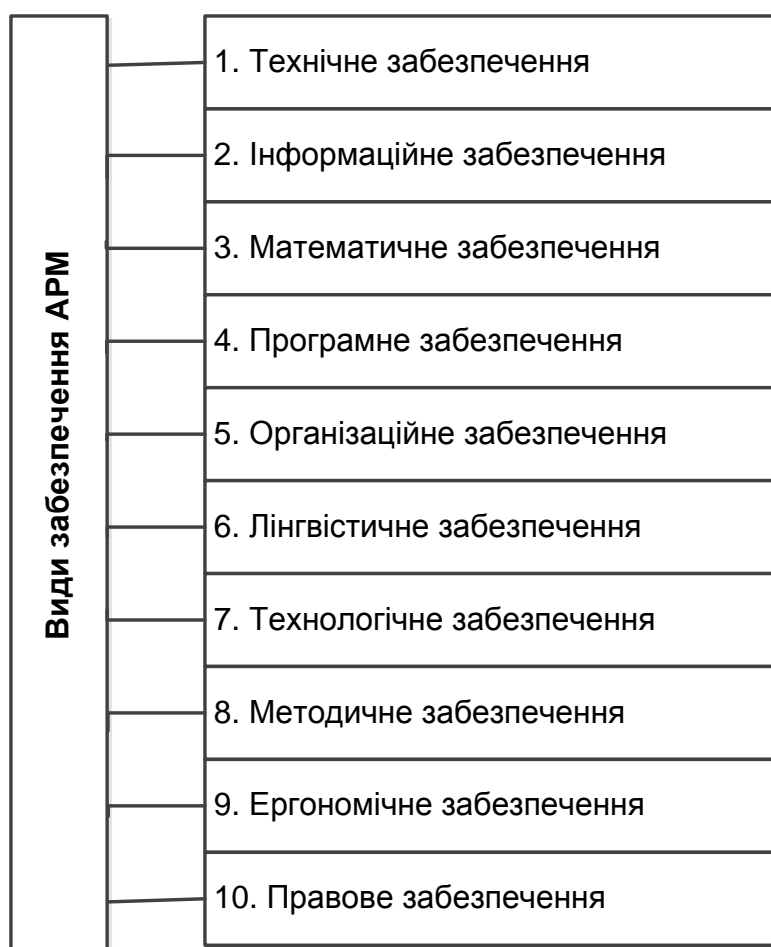 Види забезпечення АРМ
1. Технічне забезпечення
2. Інформаційне забезпечення
3. Математичне забезпечення
4. Програмне забезпечення
5. Організаційне забезпечення
6. Лінгвістичне забезпечення
7. Технологічне забезпечення
8. Методичне забезпечення
9. Ергономічне забезпечення
10. Правове забезпечення